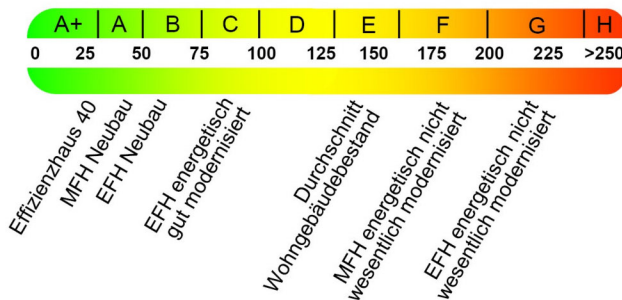 A+ A B C D E F G H
0 25 50 75 100 125 150 175 200 225 >250
Effizienzhaus 40
MFH Neubau
EFH Neubau
EFH energetisch
gut modernisiert
Durchschnitt
Wohngebäudebestand
MFH energetisch nicht
wesentlich modernisiert
EFH energetisch nicht
wesentlich modernisiert